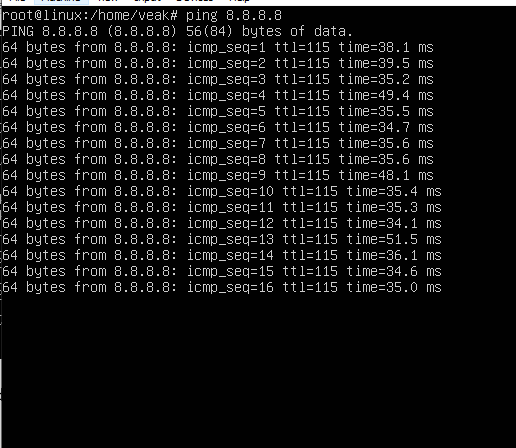 root@linux:/home/veak# ping 8.8.8.8
PING 8.8.8.8 (8.8.8.8) 56(84) bytes of data.
64 bytes from 8.8.8.8: icmp_seq=1 ttl=115 time=38.1 ms
64 bytes from 8.8.8.8: icmp_seq=2 ttl=115 time=39.5 ms
64 bytes from 8.8.8.8: icmp_seq=3 ttl=115 time=35.2 ms
64 bytes from 8.8.8.8: icmp_seq=4 ttl=115 time=49.4 ms
64 bytes from 8.8.8.8: icmp_seq=5 ttl=115 time=35.5 ms
64 bytes from 8.8.8.8: icmp_seq=6 ttl=115 time=34.7 ms
64 bytes from 8.8.8.8: icmp_seq=7 ttl=115 time=35.6 ms
64 bytes from 8.8.8.8: icmp_seq=8 ttl=115 time=35.6 ms
64 bytes from 8.8.8.8: icmp_seq=9 ttl=115 time=48.1 ms
64 bytes from 8.8.8.8: icmp_seq=10 ttl=115 time=35.4 ms
64 bytes from 8.8.8.8: icmp_seq=11 ttl=115 time=35.3 ms
64 bytes from 8.8.8.8: icmp_seq=12 ttl=115 time=34.1 ms
64 bytes from 8.8.8.8: icmp_seq=13 ttl=115 time=51.5 ms
64 bytes from 8.8.8.8: icmp_seq=14 ttl=115 time=36.1 ms
64 bytes from 8.8.8.8: icmp_seq=15 ttl=115 time=34.6 ms
64 bytes from 8.8.8.8: icmp_seq=16 ttl=115 time=35.0 ms